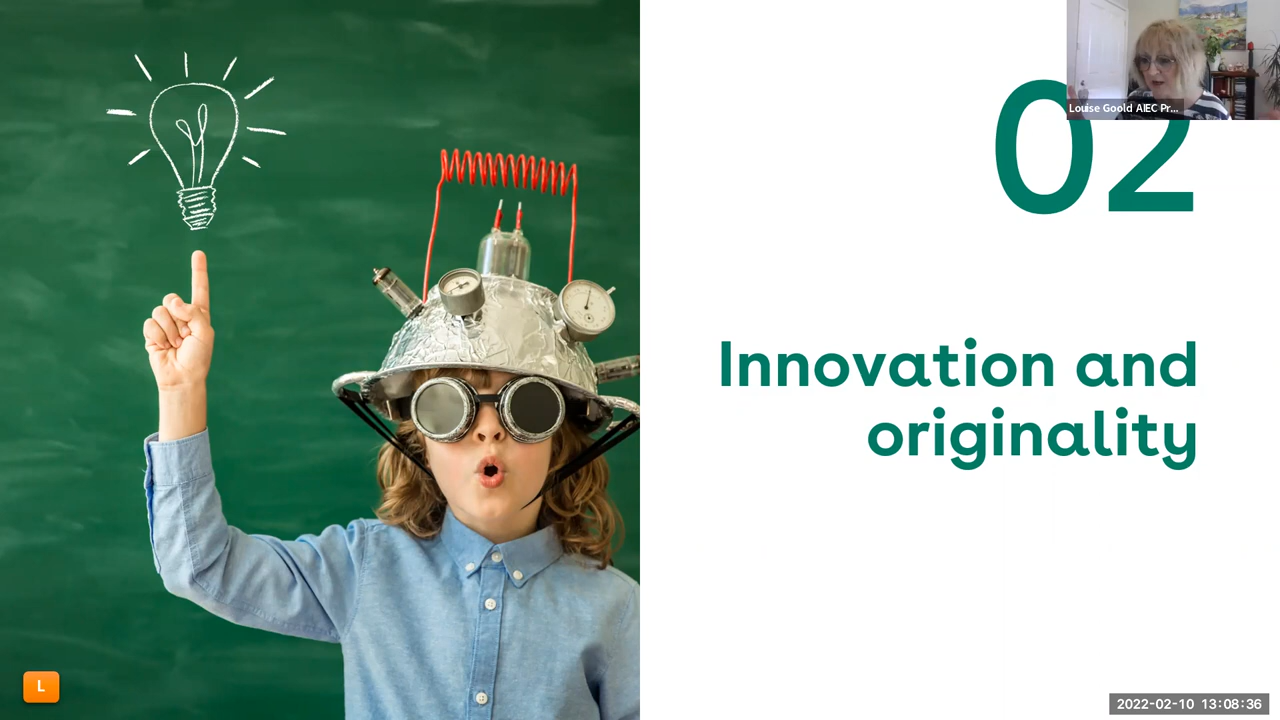 Louise Goold AIEC Pr...
02
Innovation and
originality
L
2022-02-10 13:08:36